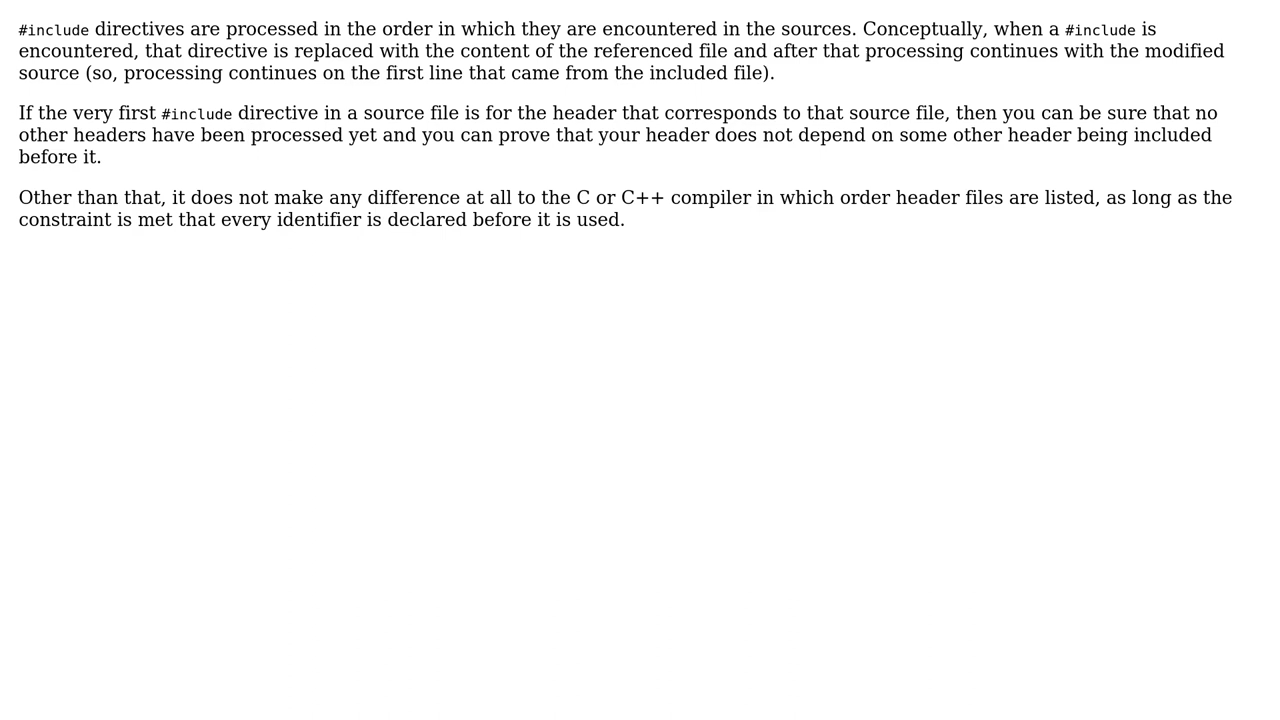 #include directives are processed in the order in which they are encountered in the sources. Conceptually, when a #include is
encountered, that directive is replaced with the content of the referenced file and after that processing continues with the modified
source (so, processing continues on the first line that came from the included file).
If the very first #include directive in a source file is for the header that corresponds to that source file, then you can be sure that no
other headers have been processed yet and you can prove that your header does not depend on some other header being included
before it.
Other than that, it does not make any difference at all to the C or C++ compiler in which order header files are listed, as long as the
constraint is met that every identifier is declared before it is used.